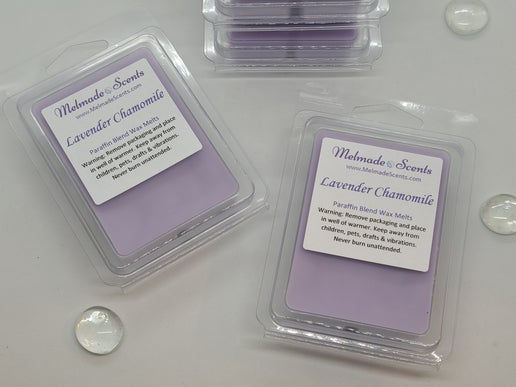 Melmade Scents
www.MelmadeScents.com
Lavender Chamomile
Paraffin Blend Wax Melts
Warning: Remove packaging and place
in well of warmer. Keep away from
children, pets, drafts & vibrations.
Never burn unattended.
Melmade Scents
www.MelmadeScents.com
Lavender Chamomile
Paraffin Blend Wax Melts
Warning: Remove packaging and place
in well of warmer. Keep away from
children, pets, drafts & vibrations.
Never burn unattended.